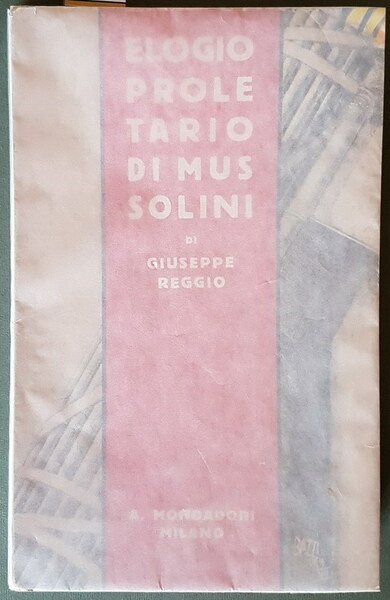 ELOGIO
PROLE
TARIO
DI MUS
SOLINI
DI
GIUSEPPE
REGGIO
A. MONDADORI
MILANO